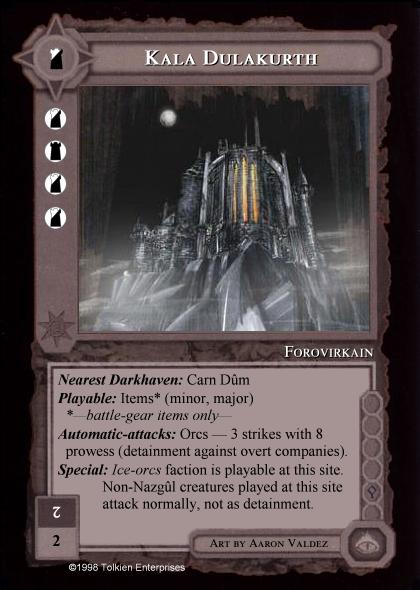 Kala Dulakurth
Forovirkain
Nearest Darkhaven: Carn Dûm
Playable: Items* (minor, major)
*—battle-gear items only—
Automatic-attacks: Orcs — 3 strikes with 8
prowess (detainment against overt companies).
Special: Ice-orcs faction is playable at this site.
Non-Nazgûl creatures played at this site
attack normally, not as detainment.
2
2
Art by Aaron Valdez
©1998 Tolkien Enterprises